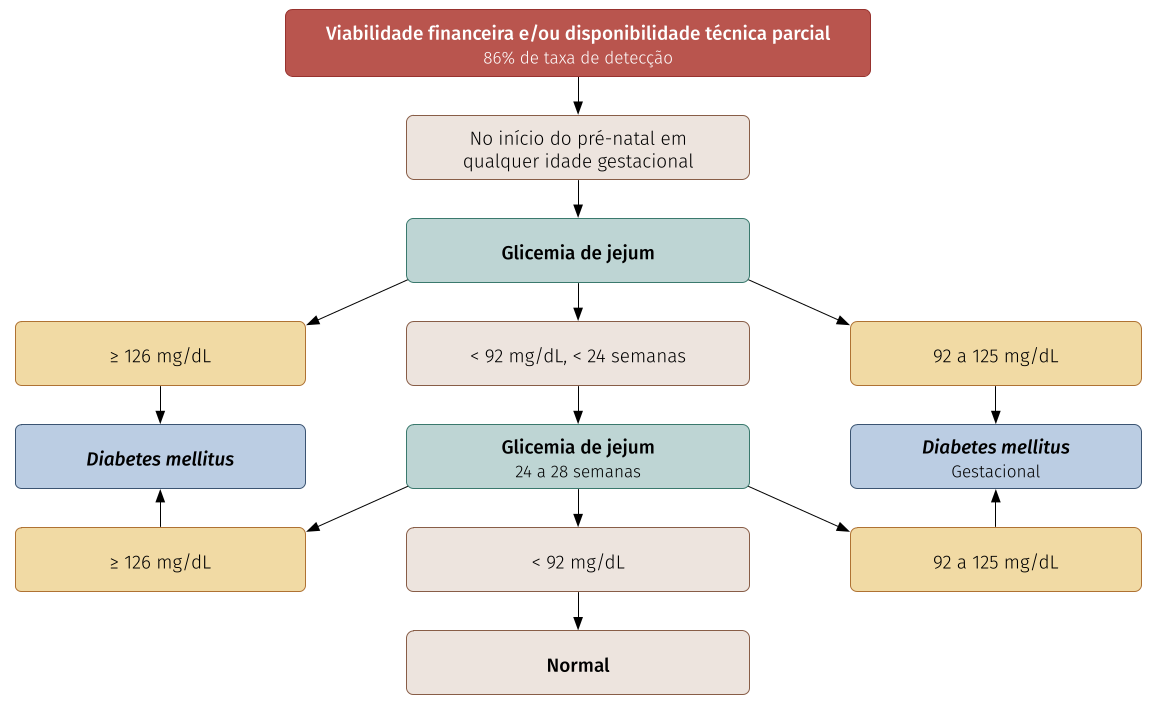 Viabilidade financeira e/ou disponibilidade técnica parcial
86% de taxa de detecção
No início do pré-natal em
qualquer idade gestacional
Glicemia de jejum
≥ 126 mg/dL
< 92 mg/dL, < 24 semanas
92 a 125 mg/dL
Diabetes mellitus
Glicemia de jejum
24 a 28 semanas
Diabetes mellitus
Gestacional
≥ 126 mg/dL
< 92 mg/dL
92 a 125 mg/dL
Normal